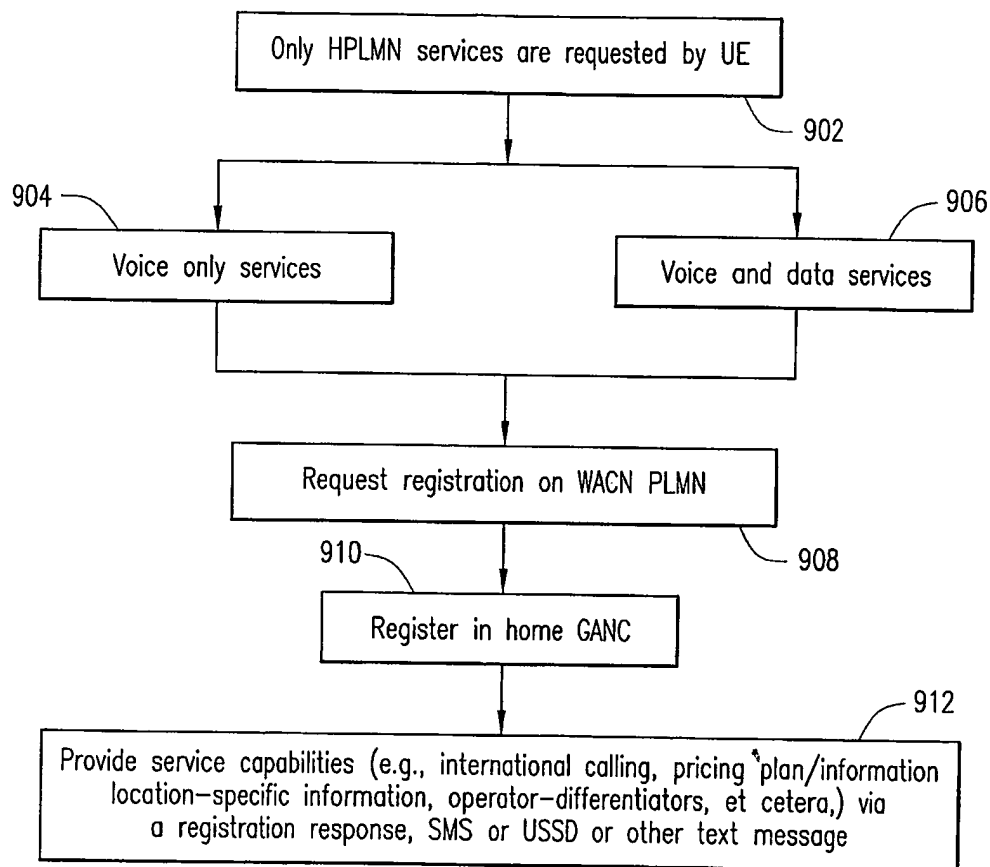 Only HPLMN services are requested by UE
902
904
906
Voice only services
Voice and data services
Request registration on WACN PLMN
908
910
Register in home GANC
912
Provide service capabilities (e.g., international calling, pricing plan/information
location-specific information, operator-differentiators, et cetera,) via
a registration response, SMS or USSD or other text message